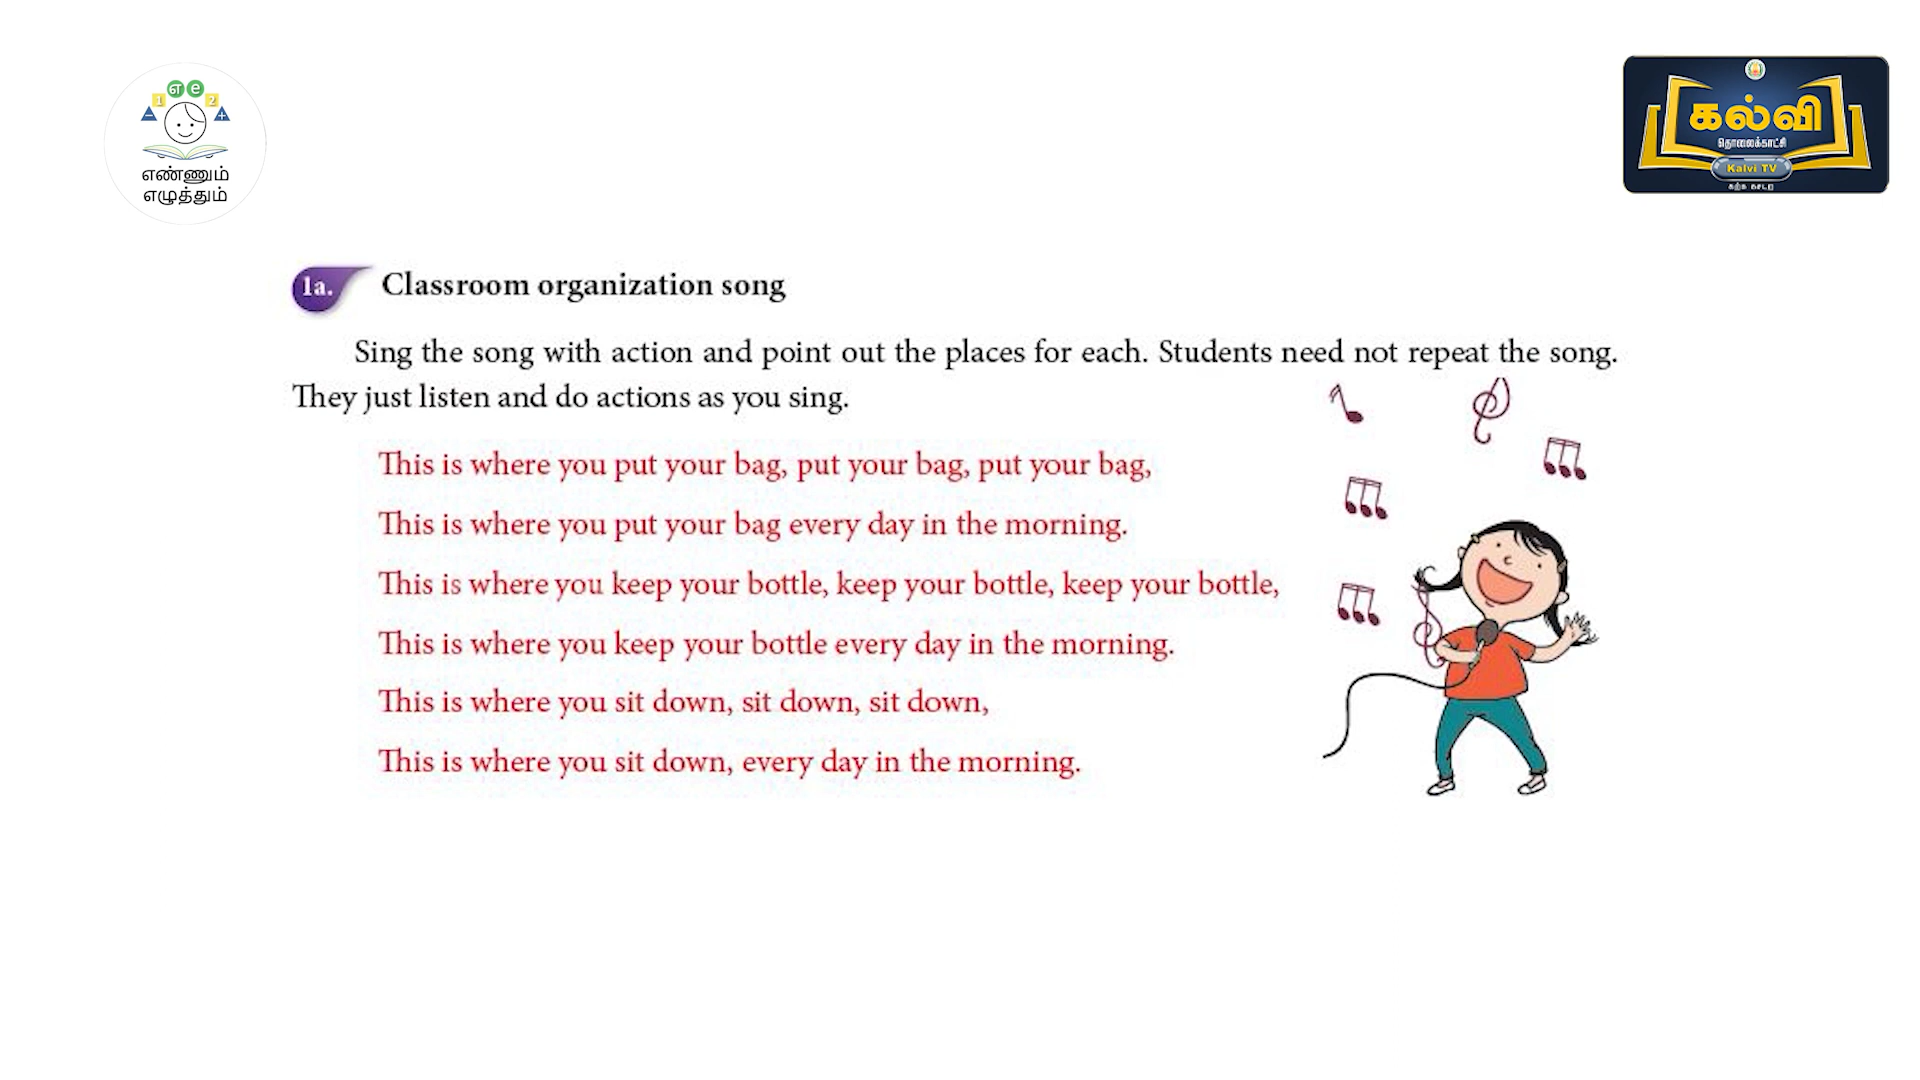 1 எ e 2
− +
எண்ணும்
எழுத்தும்
கல்வி
தொலைக்காட்சி
Kalvi TV
கற்க கசடற
1a. Classroom organization song
Sing the song with action and point out the places for each. Students need not repeat the song.
They just listen and do actions as you sing.
This is where you put your bag, put your bag, put your bag,
This is where you put your bag every day in the morning.
This is where you keep your bottle, keep your bottle, keep your bottle,
This is where you keep your bottle every day in the morning.
This is where you sit down, sit down, sit down,
This is where you sit down, every day in the morning.